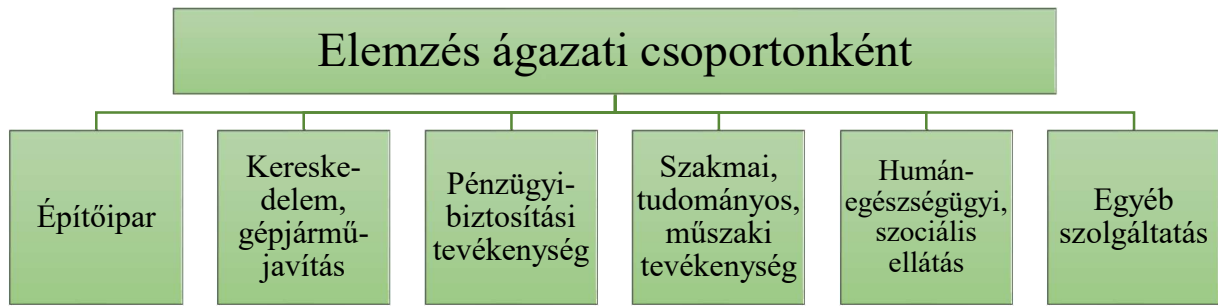 Elemzés ágazati csoportonként
Építőipar
Kereske-
delem,
gépjármű-
javítás
Pénzügyi-
biztosítási
tevékenység
Szakmai,
tudományos,
műszaki
tevékenység
Humán-
egészségügyi,
szociális
ellátás
Egyéb
szolgáltatás